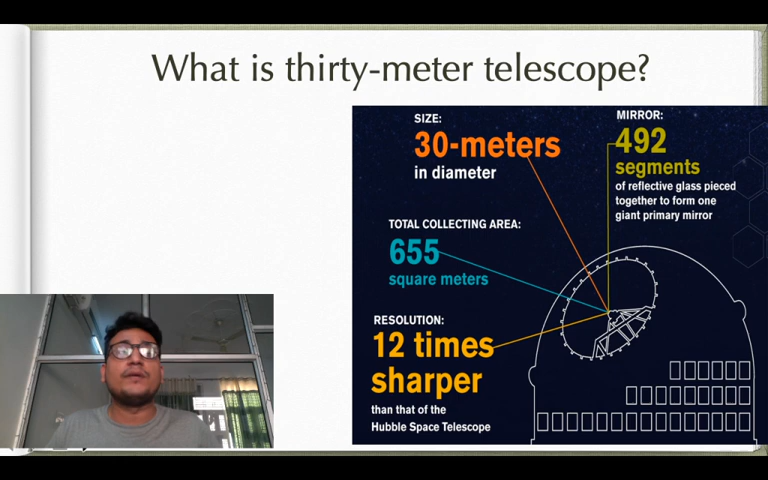 What is thirty-meter telescope?
SIZE:
30-meters
in diameter
MIRROR:
492
segments
of reflective glass pieced
together to form one
giant primary mirror
TOTAL COLLECTING AREA:
655
square meters
RESOLUTION:
12 times
sharper
than that of the
Hubble Space Telescope